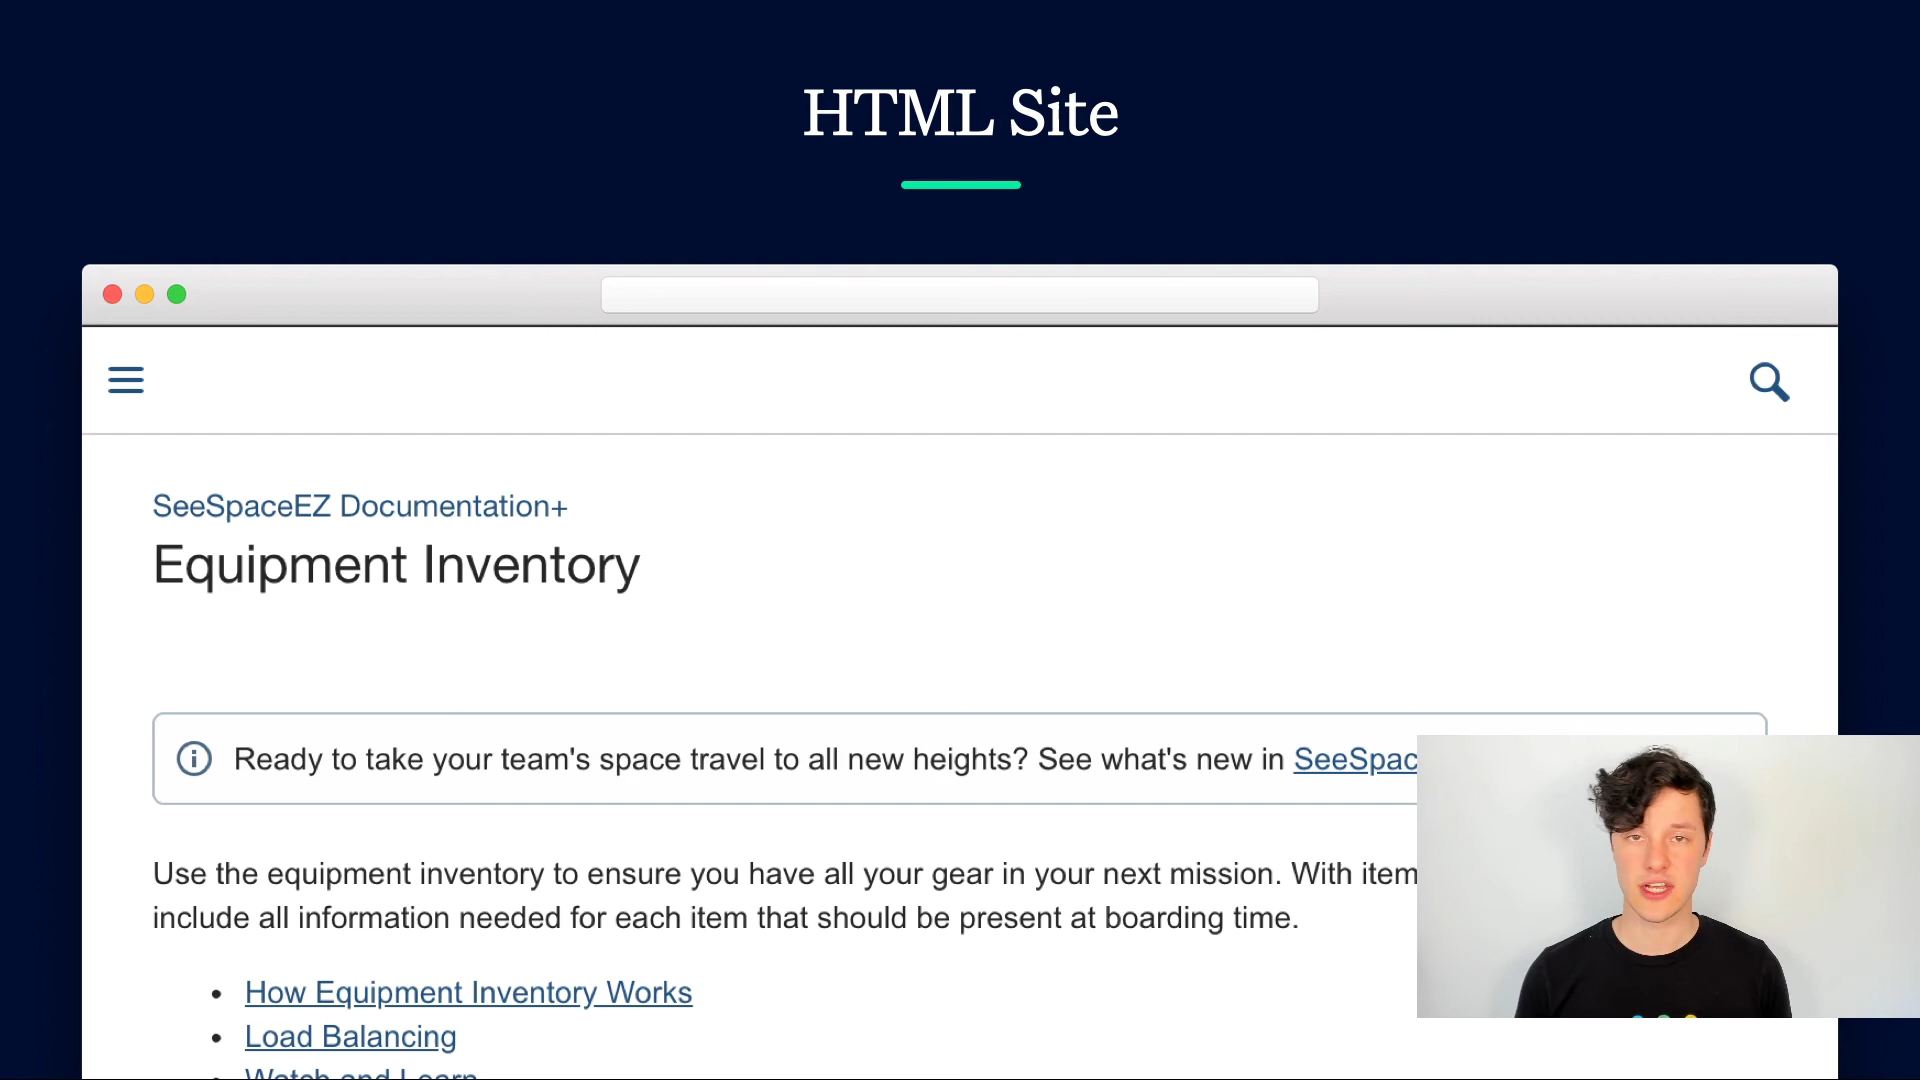 HTML Site
SeeSpaceEZ Documentation+
Equipment Inventory
Ready to take your team's space travel to all new heights? See what's new in SeeSpac
Use the equipment inventory to ensure you have all your gear in your next mission. With item
include all information needed for each item that should be present at boarding time.
How Equipment Inventory Works
Load Balancing
Watch and Learn